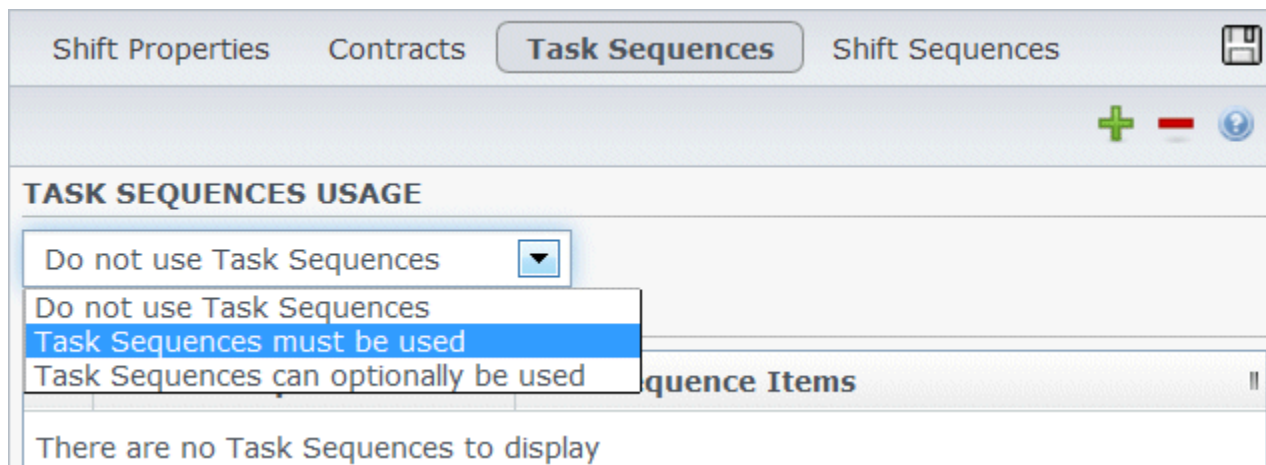 Shift Properties Contracts Task Sequences Shift Sequences
TASK SEQUENCES USAGE
Do not use Task Sequences
Do not use Task Sequences
Task Sequences must be used
Task Sequences can optionally be used
equence Items
There are no Task Sequences to display